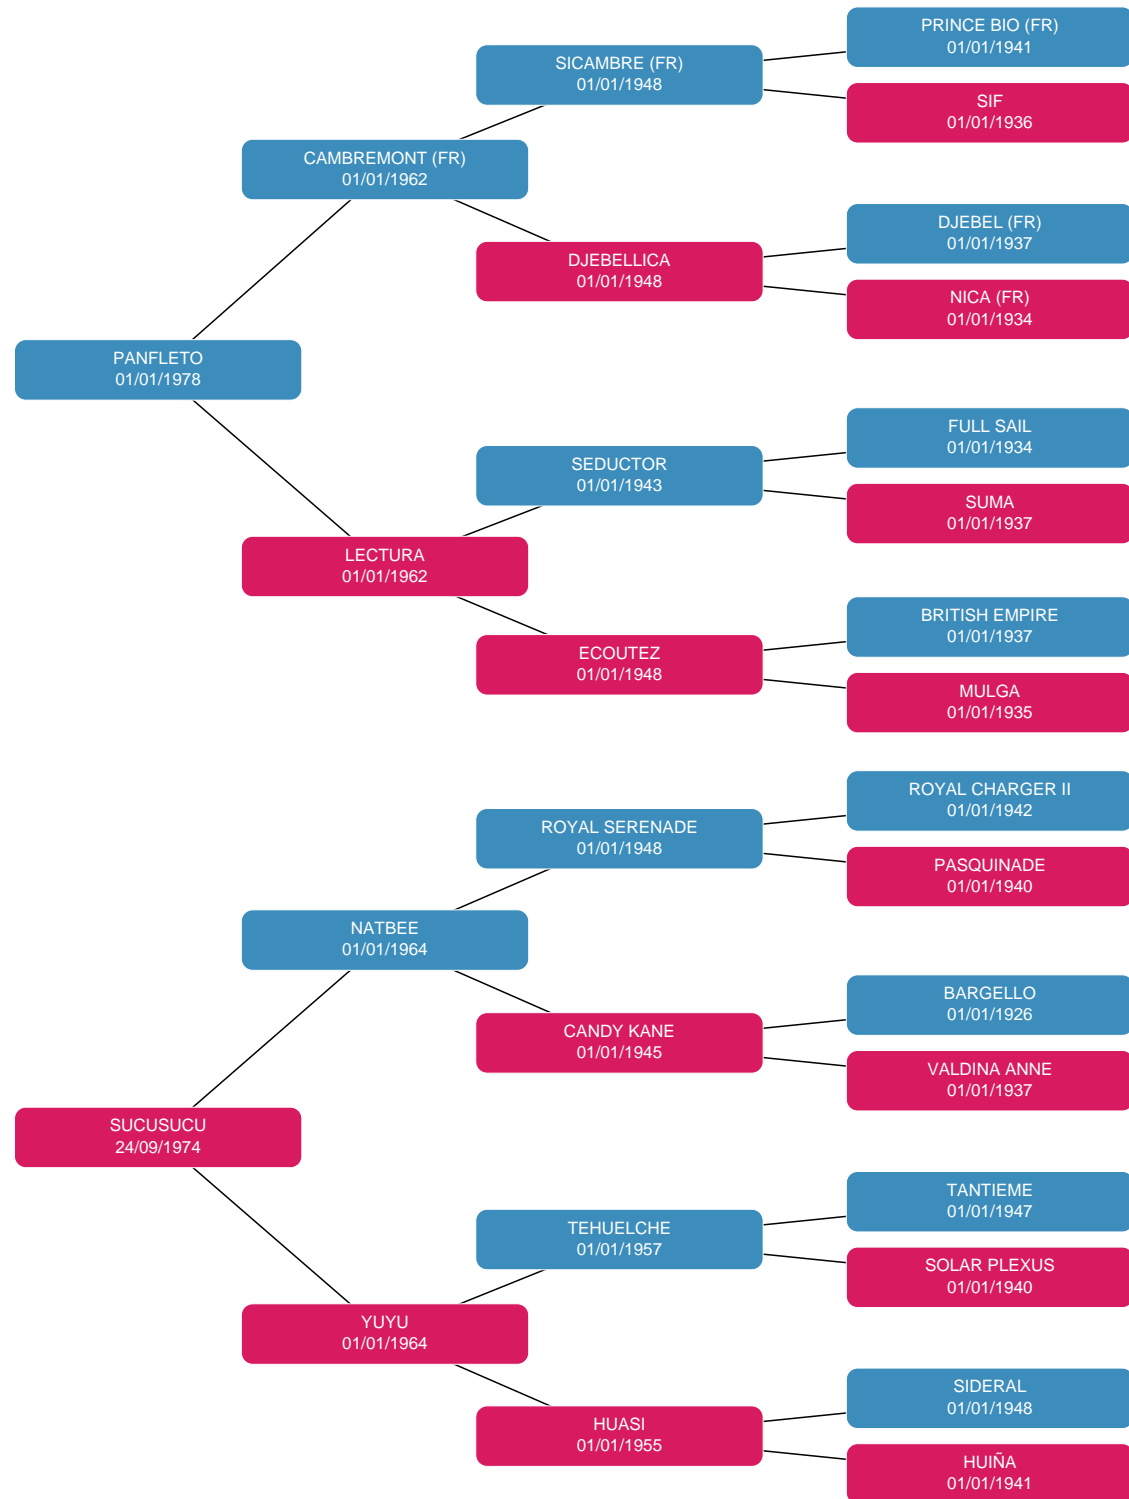 PRINCE BIO (FR)
01/01/1941
SICAMBRE (FR)
01/01/1948
SIF
01/01/1936
CAMBREMONT (FR)
01/01/1962
DJEBEL (FR)
01/01/1937
DJEBELLICA
01/01/1948
NICA (FR)
01/01/1934
PANFLETO
01/01/1978
FULL SAIL
01/01/1934
SEDUCTOR
01/01/1943
SUMA
01/01/1937
LECTURA
01/01/1962
BRITISH EMPIRE
01/01/1937
ECOUTEZ
01/01/1948
MULGA
01/01/1935
ROYAL CHARGER II
01/01/1942
ROYAL SERENADE
01/01/1948
PASQUINADE
01/01/1940
NATBEE
01/01/1964
BARGELLO
01/01/1926
CANDY KANE
01/01/1945
VALDINA ANNE
01/01/1937
SUCUSUCU
24/09/1974
TANTIEME
01/01/1947
TEHUELCHE
01/01/1957
SOLAR PLEXUS
01/01/1940
YUYU
01/01/1964
SIDERAL
01/01/1948
HUASI
01/01/1955
HUIÑA
01/01/1941